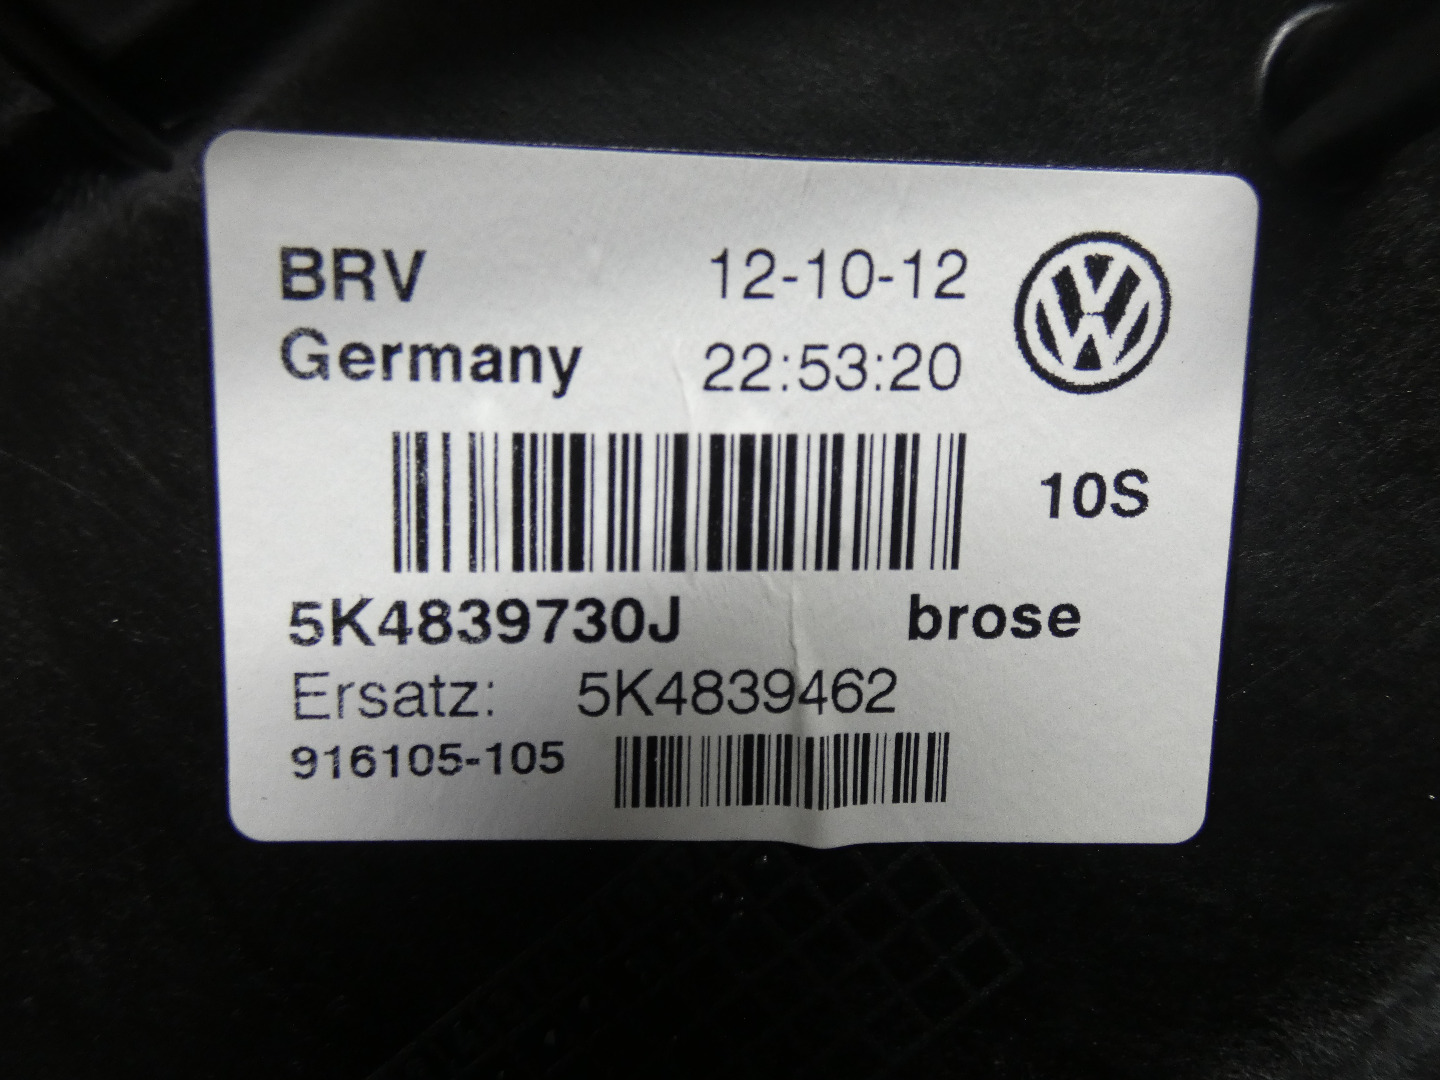 BRV 12-10-12
Germany 22:53:20
10S
5K4839730J brose
Ersatz: 5K4839462
916105-105